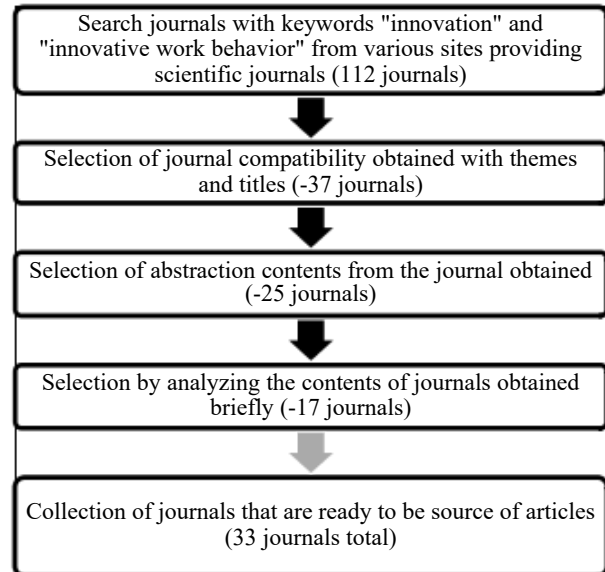 Search journals with keywords "innovation" and
"innovative work behavior" from various sites providing
scientific journals (112 journals)
Selection of journal compatibility obtained with themes
and titles (-37 journals)
Selection of abstraction contents from the journal obtained
(-25 journals)
Selection by analyzing the contents of journals obtained
briefly (-17 journals)
Collection of journals that are ready to be source of articles
(33 journals total)